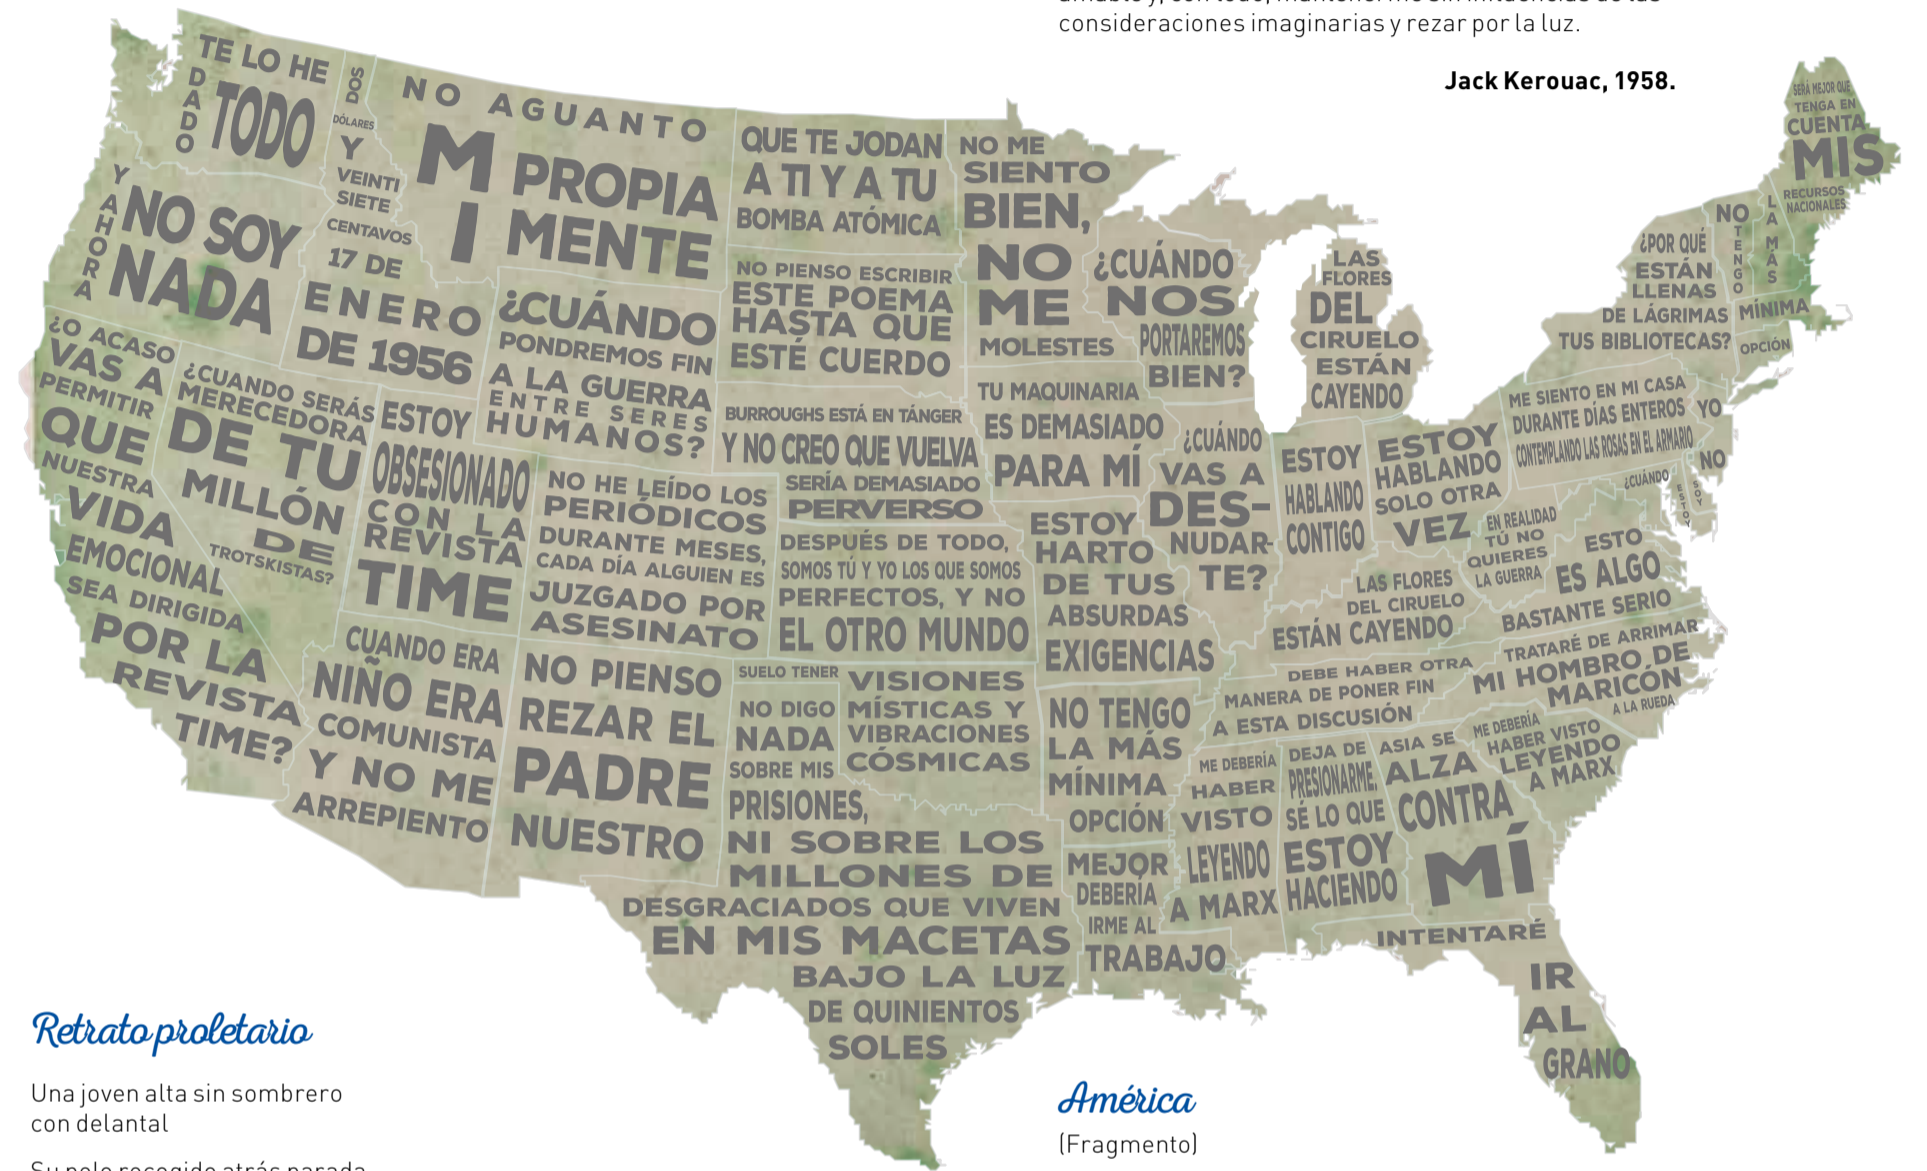 consideraciones imaginarias y rezar por la luz.
Jack Kerouac, 1958.
TE LO HE
DADO
TODO
Y AHORA
NO SOY
NADA
DOS
DÓLARES
Y
VEINTI
SIETE
CENTAVOS
17 DE
ENERO
DE 1956
NO AGUANTO
MI
PROPIA
MENTE
¿CUÁNDO
PONDREMOS FIN
A LA GUERRA
ENTRE SERES
HUMANOS?
QUE TE JODAN
A TI Y A TU
BOMBA ATÓMICA
NO ME
SIENTO
BIEN,
NO
ME
MOLESTES
NO PIENSO ESCRIBIR
ESTE POEMA
HASTA QUE
ESTÉ CUERDO
¿O ACASO
VAS A
PERMITIR
QUE
NUESTRA
VIDA
EMOCIONAL
SEA DIRIGIDA
POR LA
REVISTA
TIME?
¿CUANDO SERÁS
MERECEDORA
DE TU
MILLÓN
DE
TROTSKISTAS?
ESTOY
OBSESIONADO
CON LA
REVISTA
TIME
NO HE LEÍDO LOS
PERIÓDICOS
DURANTE MESES,
CADA DÍA ALGUIEN ES
JUZGADO POR
ASESINATO
BURROUGHS ESTÁ EN TÁNGER
Y NO CREO QUE VUELVA
SERÍA DEMASIADO
PERVERSO
DESPUÉS DE TODO,
SOMOS TÚ Y YO LOS QUE SOMOS
PERFECTOS, Y NO
EL OTRO MUNDO
TU MAQUINARIA
ES DEMASIADO
PARA MÍ
¿CUÁNDO
NOS
PORTAREMOS
BIEN?
LAS
FLORES
DEL
CIRUELO
ESTÁN
CAYENDO
¿CUÁNDO
VAS A
DES-
NUDAR-
TE?
ESTOY
HABLANDO
CONTIGO
ESTOY
HABLANDO
SOLO OTRA
VEZ
ESTOY
HARTO
DE TUS
ABSURDAS
EXIGENCIAS
CUANDO ERA
NIÑO ERA
COMUNISTA
Y NO ME
ARREPIENTO
NO PIENSO
REZAR EL
PADRE
NUESTRO
SUELO TENER
VISIONES
MÍSTICAS Y
VIBRACIONES
CÓSMICAS
NO DIGO
NADA
SOBRE MIS
PRISIONES,
NI SOBRE LOS
MILLONES DE
DESGRACIADOS QUE VIVEN
EN MIS MACETAS
BAJO LA LUZ
DE QUINIENTOS
SOLES
NO TENGO
LA MÁS
MÍNIMA
OPCIÓN
MEJOR
DEBERÍA
IRME AL
TRABAJO
ME DEBERÍA
HABER
VISTO
LEYENDO
A MARX
DEJA DE
PRESIONARME,
SÉ LO QUE
ESTOY
HACIENDO
ASIA SE
ALZA
CONTRA
MÍ
ME DEBERÍA
HABER VISTO
LEYENDO
A MARX
INTENTARÉ
IR
AL
GRANO
LAS FLORES
DEL CIRUELO
ESTÁN CAYENDO
DEBE HABER OTRA
MANERA DE PONER FIN
A ESTA DISCUSIÓN
TRATARÉ DE ARRIMAR
MI HOMBRO DE
MARICÓN
A LA RUEDA
EN REALIDAD
TÚ NO
QUIERES
LA GUERRA
ESTO
ES ALGO
BASTANTE SERIO
ME SIENTO EN MI CASA
DURANTE DÍAS ENTEROS
CONTEMPLANDO LAS ROSAS EN EL ARMARIO
YO
NO
SOY
¿CUÁNDO
ESTOY
¿POR QUÉ
ESTÁN
LLENAS
DE LÁGRIMAS
TUS BIBLIOTECAS?
NO
TENGO
LA MÁS
MÍNIMA
OPCIÓN
SERÁ MEJOR QUE
TENGA EN
CUENTA
MIS
RECURSOS
NACIONALES
Retrato proletario
Una joven alta sin sombrero
con delantal
América
(Fragmento)